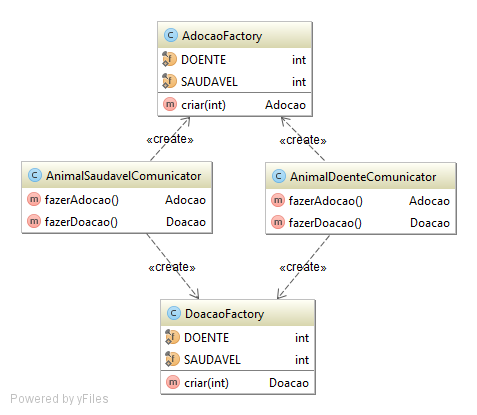 C AdocaoFactory
f DOENTE int
f SAUDAVEL int
m criar(int) Adocao
«create» «create»
C AnimalSaudavelComunicator
m fazerAdocao() Adocao
m fazerDoacao() Doacao
C AnimalDoenteComunicator
m fazerAdocao() Adocao
m fazerDoacao() Doacao
«create» «create»
C DoacaoFactory
f DOENTE int
f SAUDAVEL int
m criar(int) Doacao
Powered by yFiles